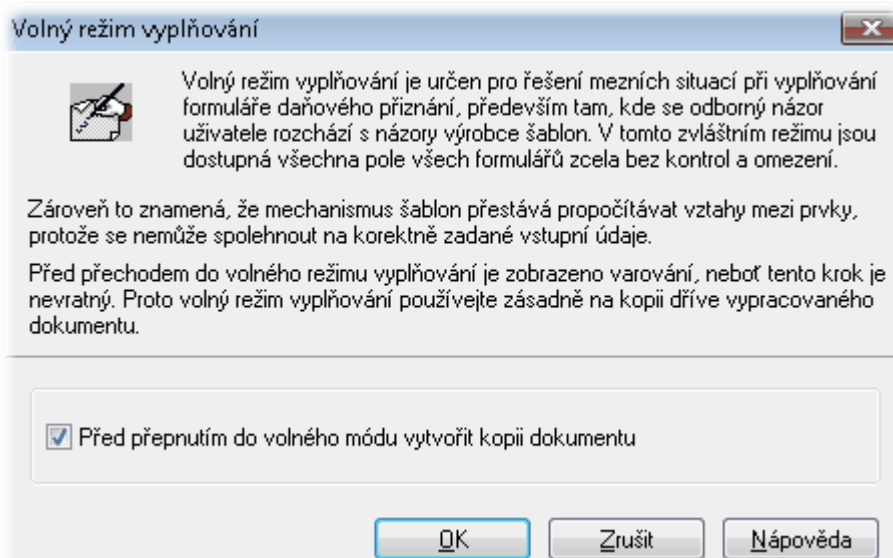 Volný režim vyplňování
Volný režim vyplňování je určen pro řešení mezních situací při vyplňování
formuláře daňového přiznání, především tam, kde se odborný názor
uživatele rozchází s názory výrobce šablon. V tomto zvláštním režimu jsou
dostupná všechna pole všech formulářů zcela bez kontrol a omezení.
Zároveň to znamená, že mechanismus šablon přestává propočítávat vztahy mezi prvky,
protože se nemůže spolehnout na korektně zadané vstupní údaje.
Před přechodem do volného režimu vyplňování je zobrazeno varování, neboť tento krok je
nevratný. Proto volný režim vyplňování používejte zásadně na kopii dříve vypracovaného
dokumentu.
Před přepnutím do volného módu vytvořit kopii dokumentu
OK Zrušit Nápověda